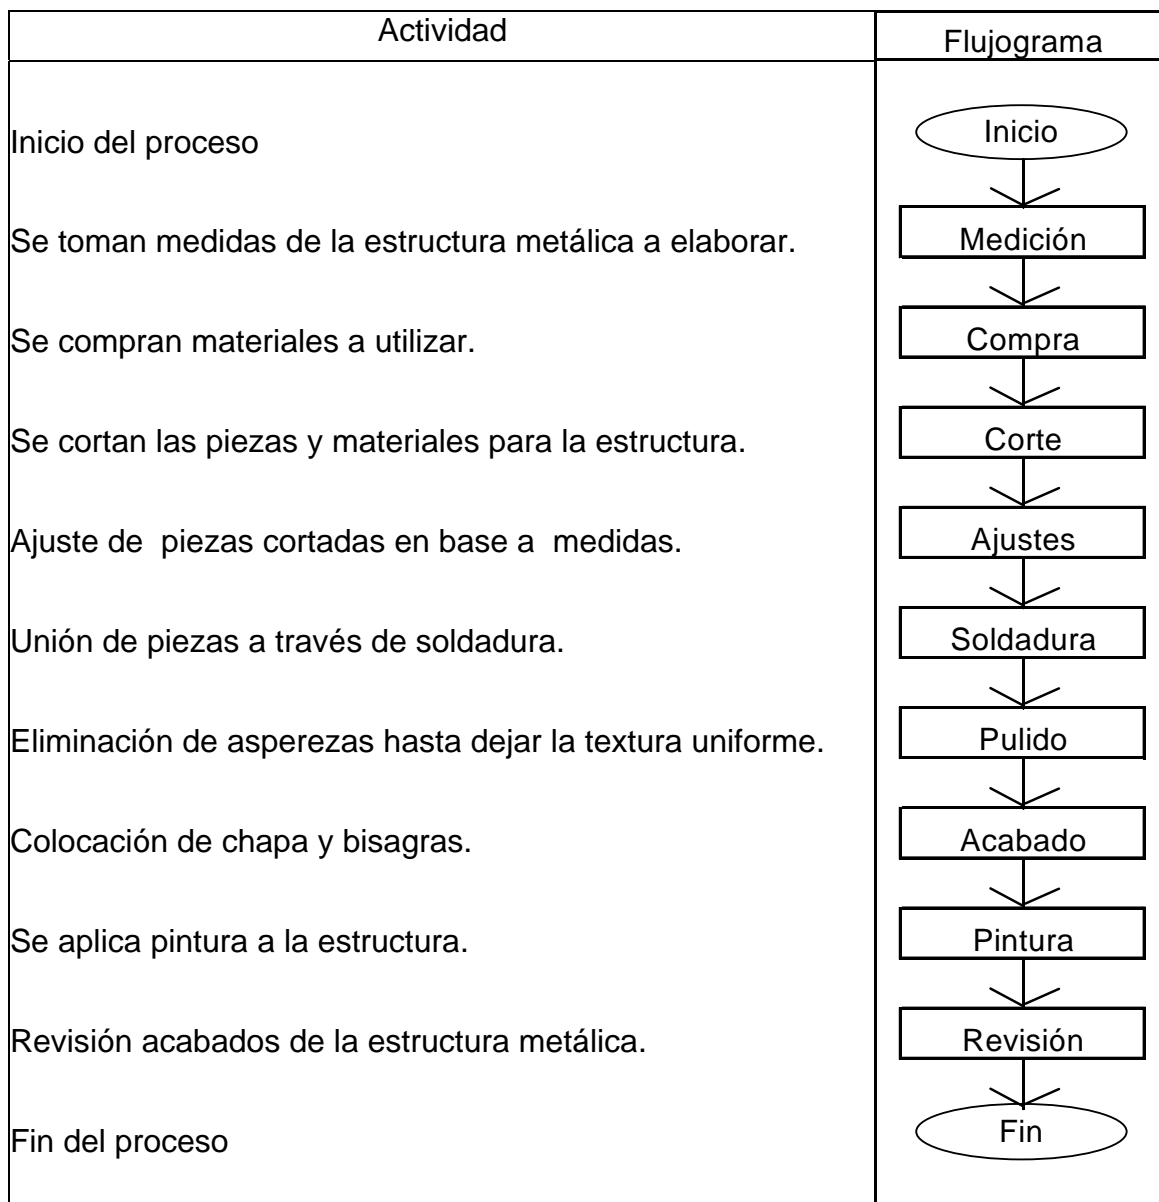 Actividad
Flujograma
Inicio del proceso
Inicio
Se toman medidas de la estructura metálica a elaborar.
Medición
Se compran materiales a utilizar.
Compra
Se cortan las piezas y materiales para la estructura.
Corte
Ajuste de  piezas cortadas en base a  medidas.
Ajustes
Unión de piezas a través de soldadura.
Soldadura
Eliminación de asperezas hasta dejar la textura uniforme.
Pulido
Colocación de chapa y bisagras.
Acabado
Se aplica pintura a la estructura.
Pintura
Revisión acabados de la estructura metálica.
Revisión
Fin del proceso
Fin